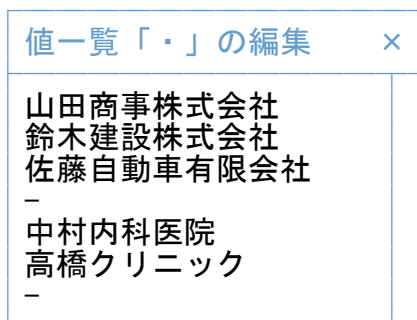 値一覧「・」の編集 ×
山田商事株式会社
鈴木建設株式会社
佐藤自動車有限会社
–
中村内科医院
高橋クリニック
–